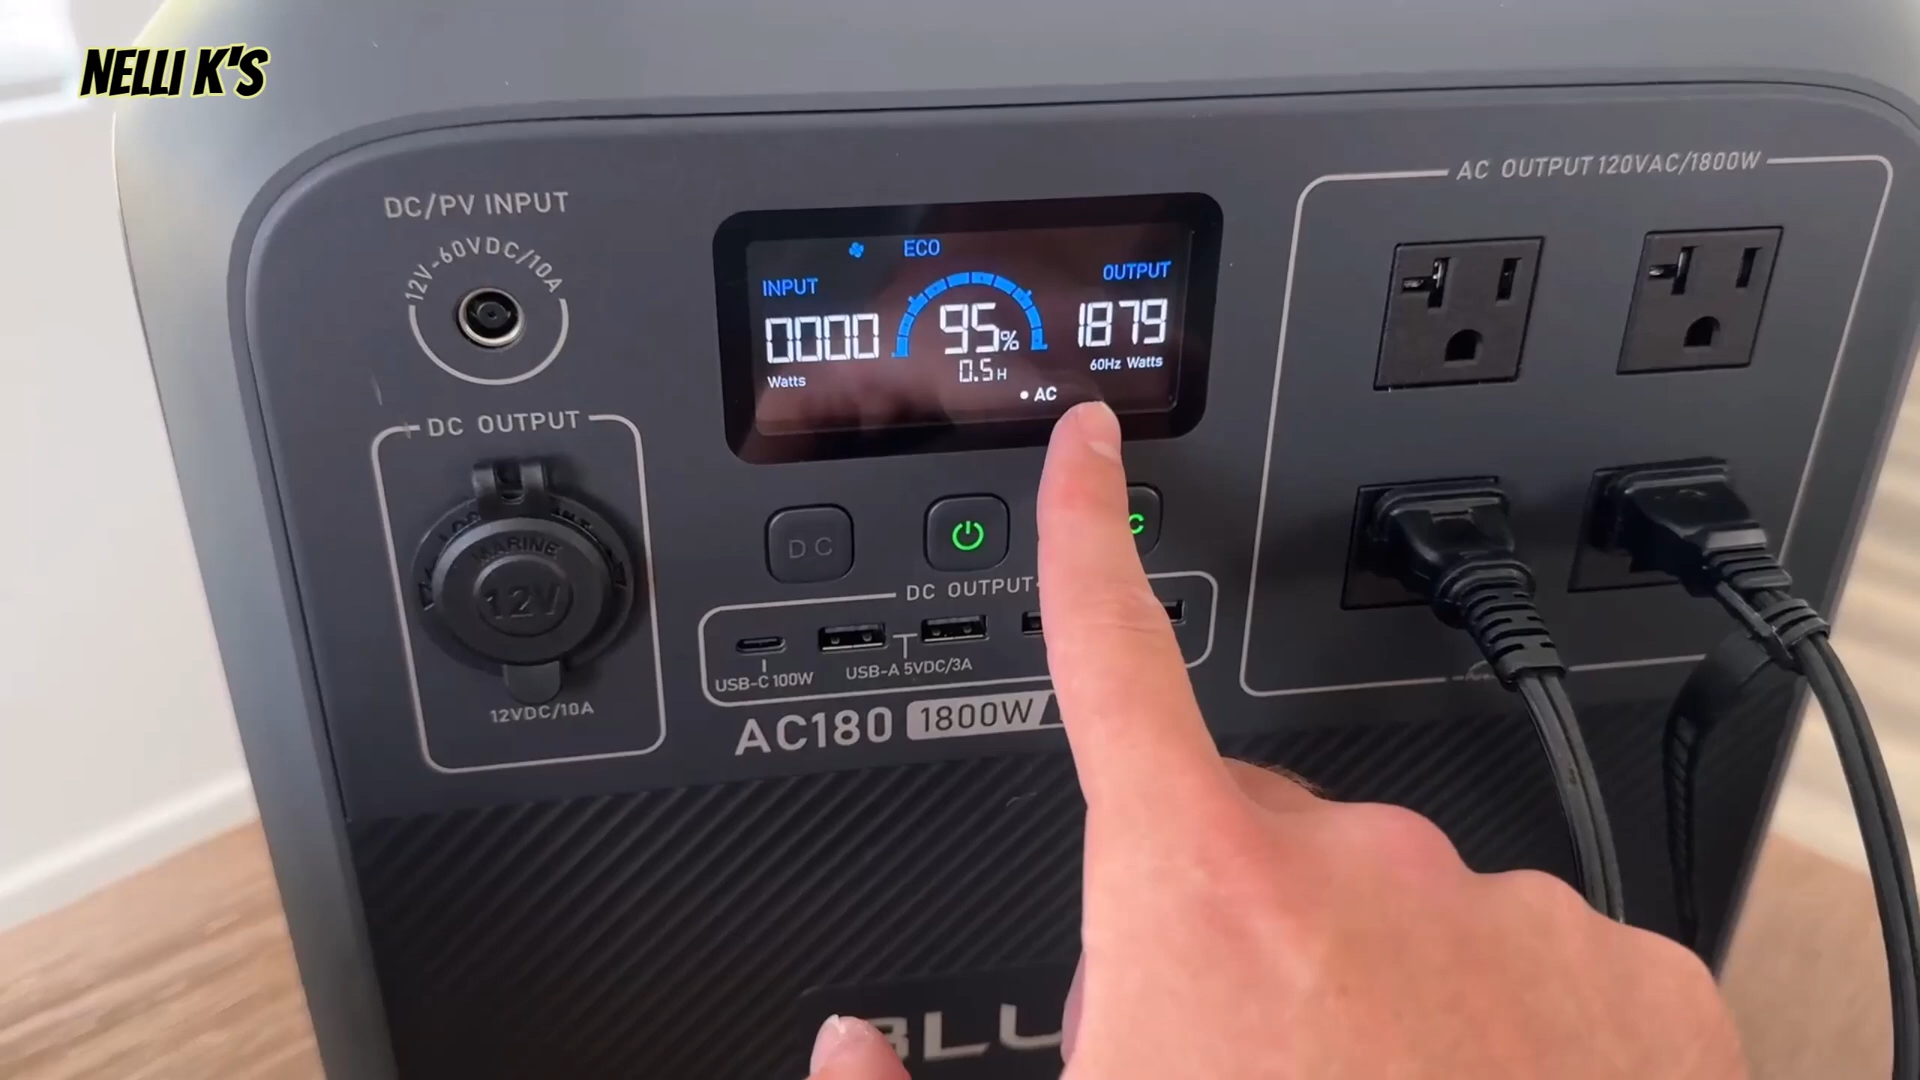 NELLI K'S
DC/PV INPUT
12V-60VDC/10A
AC OUTPUT 120VAC/1800W
ECO
INPUT
OUTPUT
0000
95%
1879
Watts
0.5H
60Hz Watts
AC
DC OUTPUT
MARINE
12V
12VDC/10A
DC
C
DC OUTPUT
USB-C 100W
USB-A 5VDC/3A
AC180 1800W/
BLU